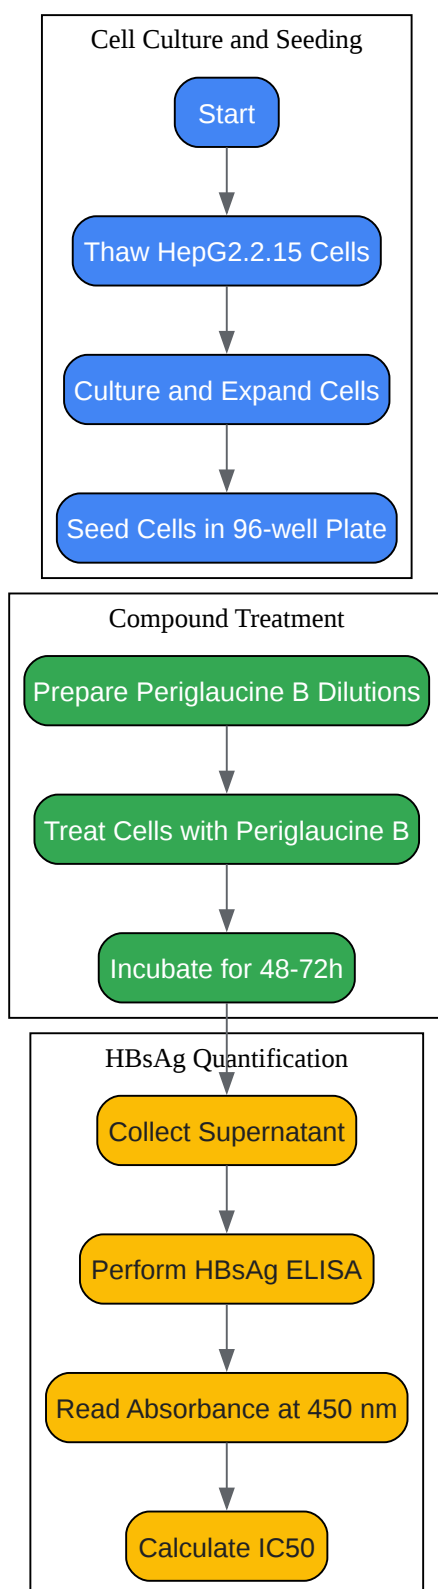 Cell Culture and Seeding
Start
Thaw HepG2.2.15 Cells
Culture and Expand Cells
Seed Cells in 96-well Plate
Compound Treatment
Prepare Periglaucine B Dilutions
Treat Cells with Periglaucine B
Incubate for 48-72h
HBsAg Quantification
Collect Supernatant
Perform HBsAg ELISA
Read Absorbance at 450 nm
Calculate IC50